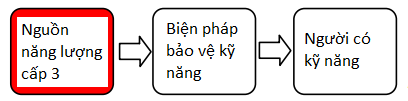 Nguồn
năng lượng
cấp 3
Biện pháp
bảo vệ kỹ
năng
Người có
kỹ năng